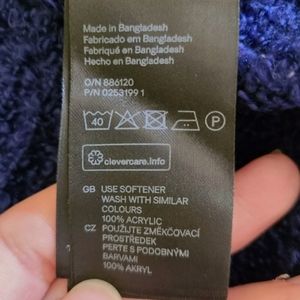 Made in Bangladesh
Fabricado em Bangladesh
Fabriqué en Bangladesh
Hecho en Bangladesh
O/N 886120
P/N 0253199 1
40 P
clevercare.info
GB USE SOFTENER
WASH WITH SIMILAR
COLOURS
100% ACRYLIC
CZ POUŽIJTE ZMĚKČOVACÍ
PROSTŘEDEK
PERTE S PODOBNÝMI
BARVAMI
100% AKRYL